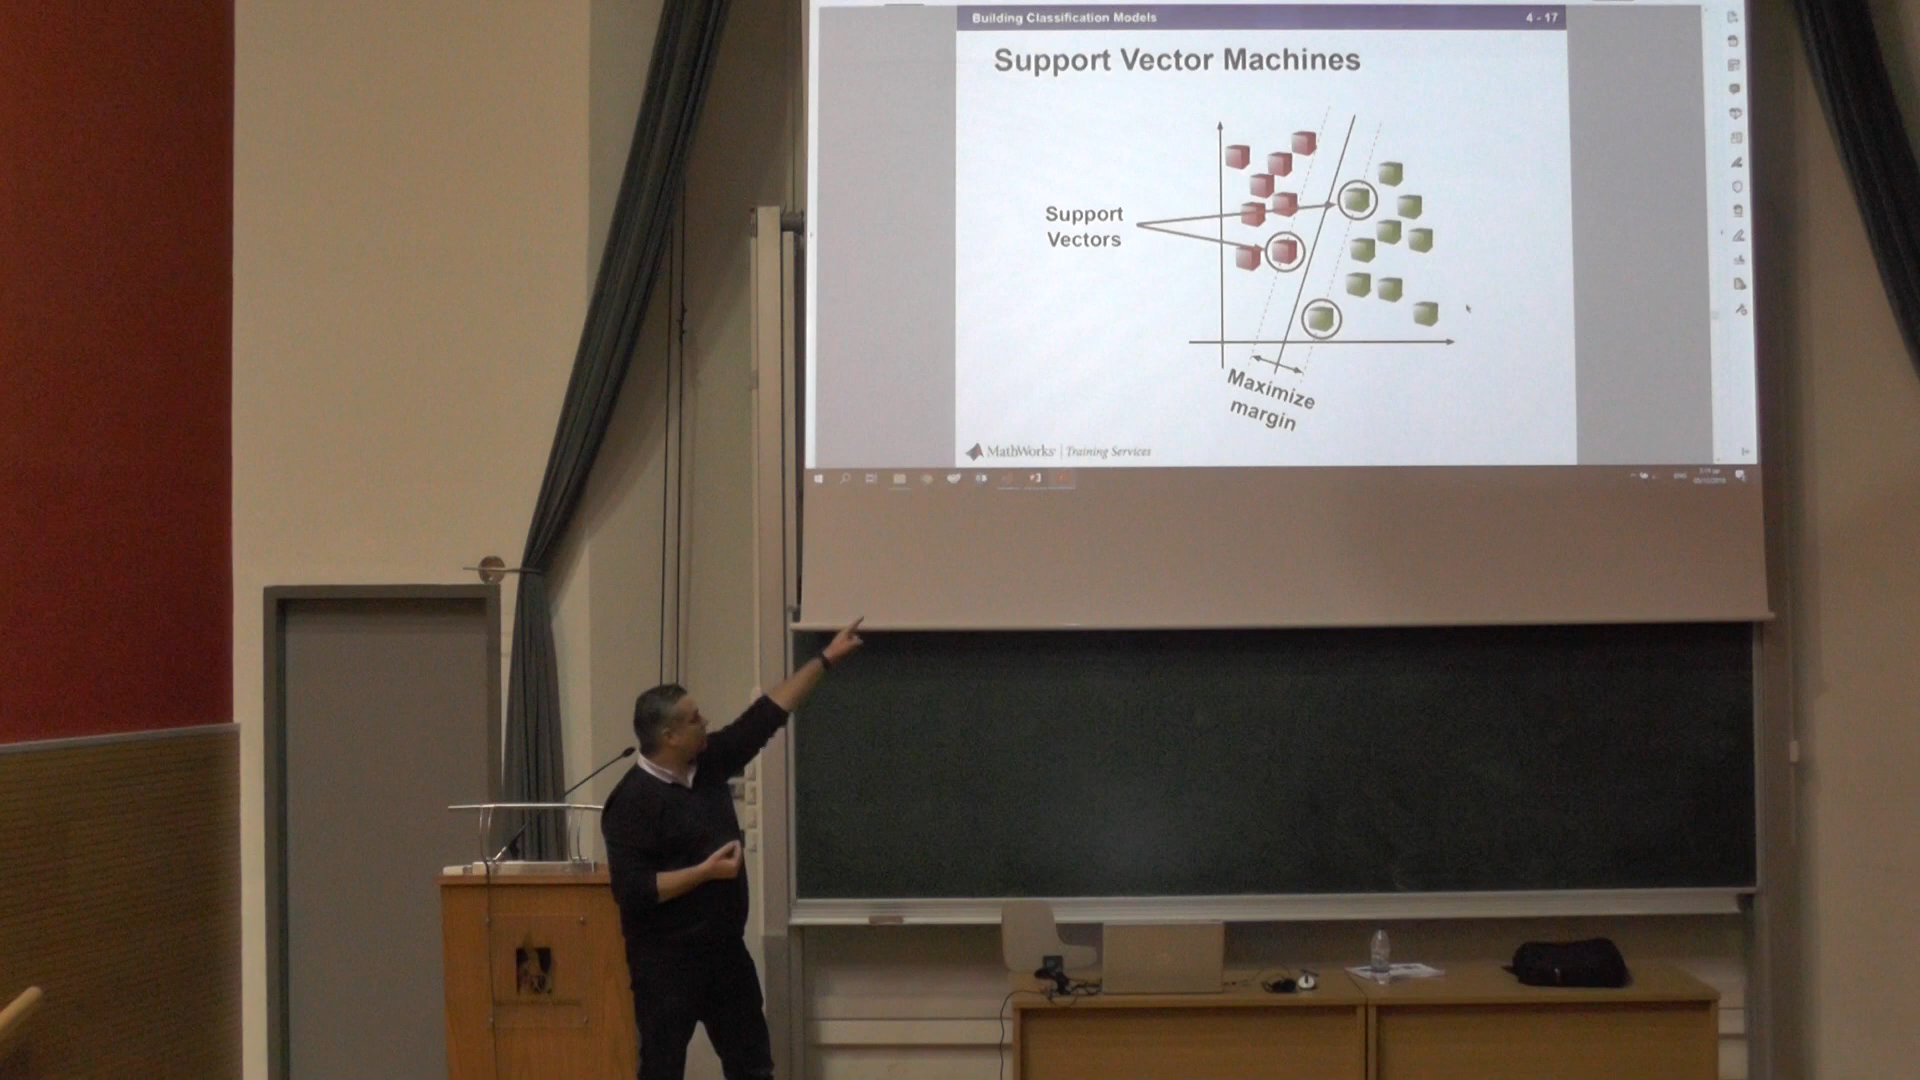 Building Classification Models 4 - 17
Support Vector Machines
Support
Vectors
Maximize
margin
MathWorks | Training Services